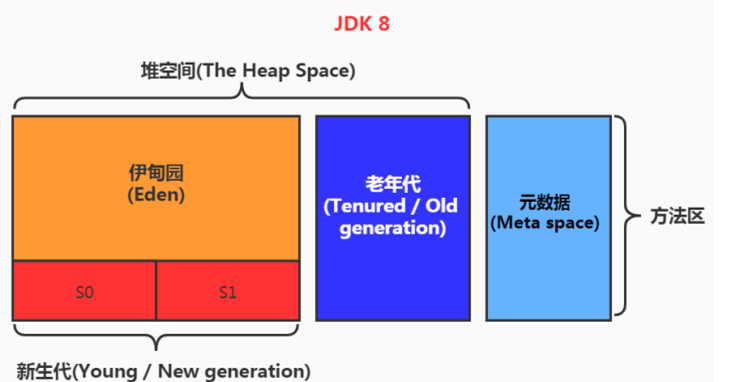 JDK 8
堆空间(The Heap Space)
伊甸园
(Eden)
S0
S1
老年代
(Tenured / Old
generation)
元数据
(Meta space)
方法区
新生代(Young / New generation)